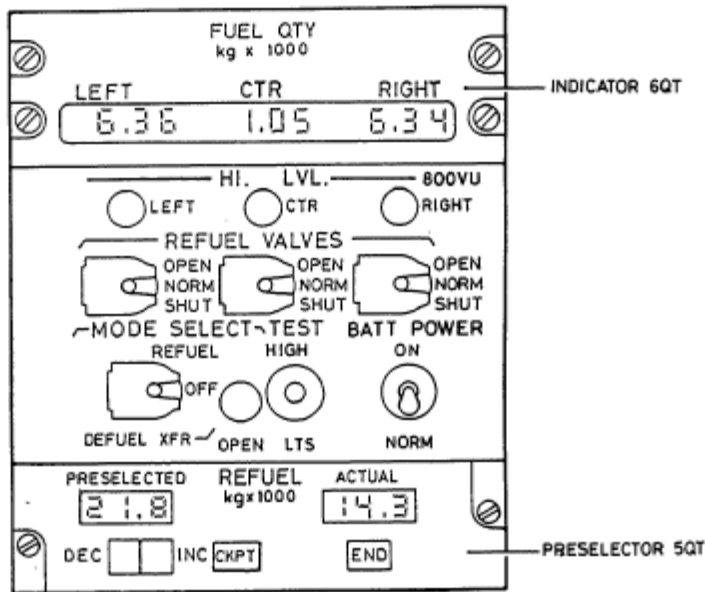 FUEL QTY
kg x 1000
LEFT CTR RIGHT
INDICATOR 6QT
6.36 1.05 6.34
HI. LVL. 800VU
LEFT CTR RIGHT
REFUEL VALVES
OPEN OPEN OPEN
NORM NORM NORM
SHUT SHUT SHUT
MODE SELECT TEST BATT POWER
REFUEL HIGH ON
OFF
DEFUEL XFR OPEN LTS NORM
PRESELECTED REFUEL ACTUAL
kgx1000
21.8 14.3
DEC INC CKPT END PRESELECTOR 5QT